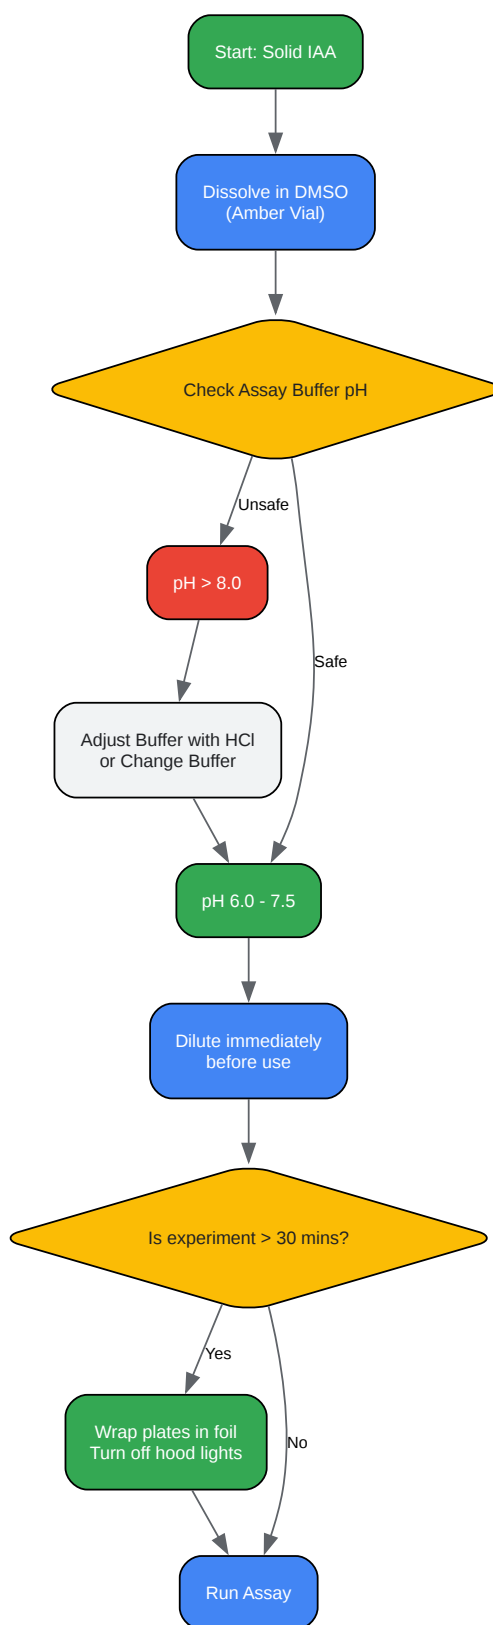 Start: Solid IAA
Dissolve in DMSO
(Amber Vial)
Check Assay Buffer pH
Unsafe
pH > 8.0
Safe
Adjust Buffer with HCl
or Change Buffer
pH 6.0 - 7.5
Dilute immediately
before use
Is experiment > 30 mins?
Yes
Wrap plates in foil
Turn off hood lights
No
Run Assay